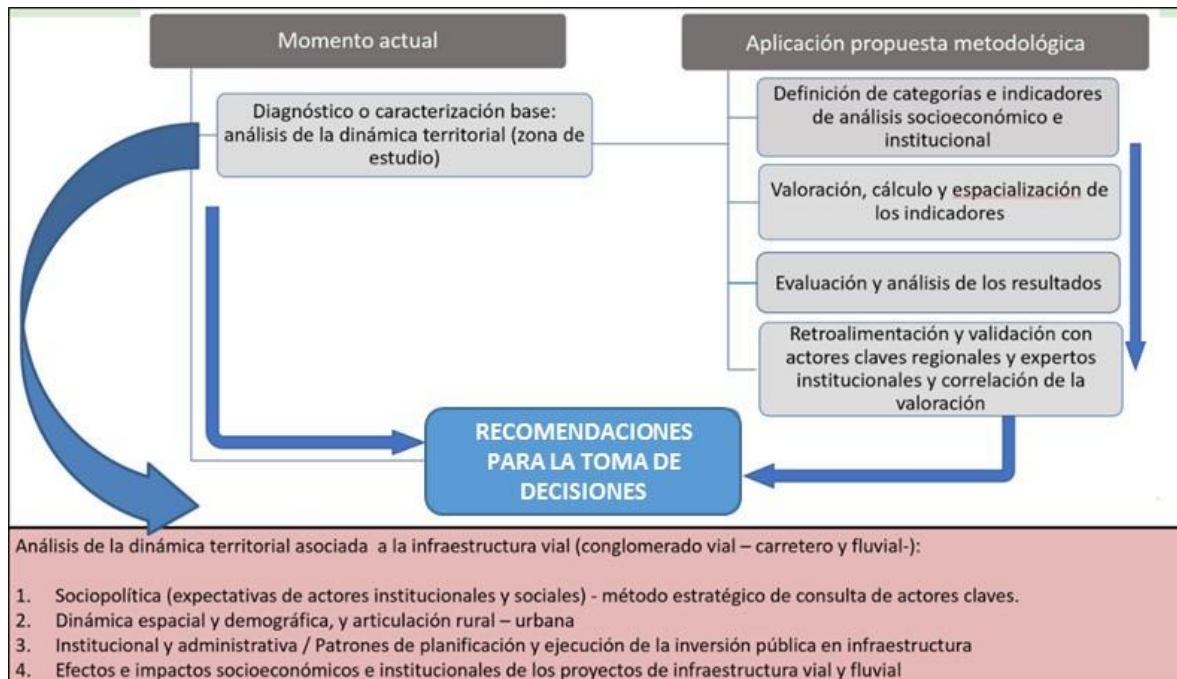 Momento actual
Diagnóstico o caracterización base:
análisis de la dinámica territorial (zona de
estudio)
Aplicación propuesta metodológica
Definición de categorías e indicadores
de análisis socioeconómico e
institucional
Valoración, cálculo y espacialización de
los indicadores
Evaluación y análisis de los resultados
Retroalimentación y validación con
actores claves regionales y expertos
institucionales y correlación de la
valoración
RECOMENDACIONES
PARA LA TOMA DE
DECISIONES
Análisis de la dinámica territorial asociada a la infraestructura vial (conglomerado vial – carretero y fluvial-):
1. Sociopolítica (expectativas de actores institucionales y sociales) - método estratégico de consulta de actores claves.
2. Dinámica espacial y demográfica, y articulación rural – urbana
3. Institucional y administrativa / Patrones de planificación y ejecución de la inversión pública en infraestructura
4. Efectos e impactos socioeconómicos e institucionales de los proyectos de infraestructura vial y fluvial